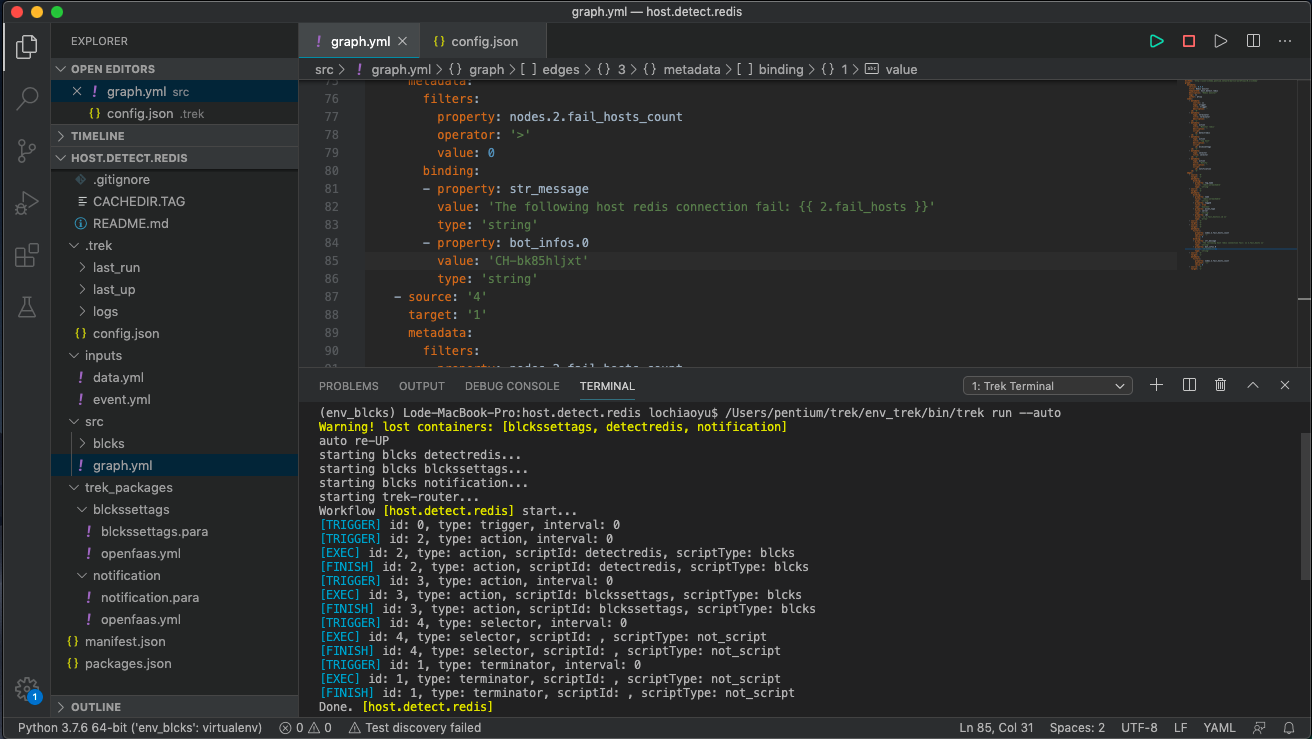 graph.yml — host.detect.redis
EXPLORER
OPEN EDITORS
graph.yml src
config.json .trek
TIMELINE
HOST.DETECT.REDIS
.gitignore
CACHEDIR.TAG
README.md
.trek
last_run
last_up
logs
config.json
inputs
data.yml
event.yml
src
blcks
graph.yml
trek_packages
blckssettags
blckssettags.para
openfaas.yml
notification
notification.para
openfaas.yml
manifest.json
packages.json
OUTLINE
1
graph.yml
config.json
src > graph.yml > {} graph > [ ] edges > {} 3 > {} metadata > [ ] binding > {} 1 > abc value
75 metadata:
76 filters:
77 property: nodes.2.fail_hosts_count
78 operator: '>'
79 value: 0
80 binding:
81 - property: str_message
82 value: 'The following host redis connection fail: {{ 2.fail_hosts }}'
83 type: 'string'
84 - property: bot_infos.0
85 value: 'CH-bk85hljxt'
86 type: 'string'
87 - source: '4'
88 target: '1'
89 metadata:
90 filters:
91 property: nodes.2.fail_hosts_count
PROBLEMS OUTPUT DEBUG CONSOLE TERMINAL
1: Trek Terminal
(env_blcks) Lode-MacBook-Pro:host.detect.redis lochiaoyu$ /Users/pentium/trek/env_trek/bin/trek run --auto
Warning! lost containers: [blckssettags, detectredis, notification]
auto re-UP
starting blcks detectredis...
starting blcks blckssettags...
starting blcks notification...
starting trek-router...
Workflow [host.detect.redis] start...
[TRIGGER] id: 0, type: trigger, interval: 0
[TRIGGER] id: 2, type: action, interval: 0
[EXEC] id: 2, type: action, scriptId: detectredis, scriptType: blcks
[FINISH] id: 2, type: action, scriptId: detectredis, scriptType: blcks
[TRIGGER] id: 3, type: action, interval: 0
[EXEC] id: 3, type: action, scriptId: blckssettags, scriptType: blcks
[FINISH] id: 3, type: action, scriptId: blckssettags, scriptType: blcks
[TRIGGER] id: 4, type: selector, interval: 0
[EXEC] id: 4, type: selector, scriptId: , scriptType: not_script
[FINISH] id: 4, type: selector, scriptId: , scriptType: not_script
[TRIGGER] id: 1, type: terminator, interval: 0
[EXEC] id: 1, type: terminator, scriptId: , scriptType: not_script
[FINISH] id: 1, type: terminator, scriptId: , scriptType: not_script
Done. [host.detect.redis]
Python 3.7.6 64-bit ('env_blcks': virtualenv) 0 0 Test discovery failed Ln 85, Col 31 Spaces: 2 UTF-8 LF YAML